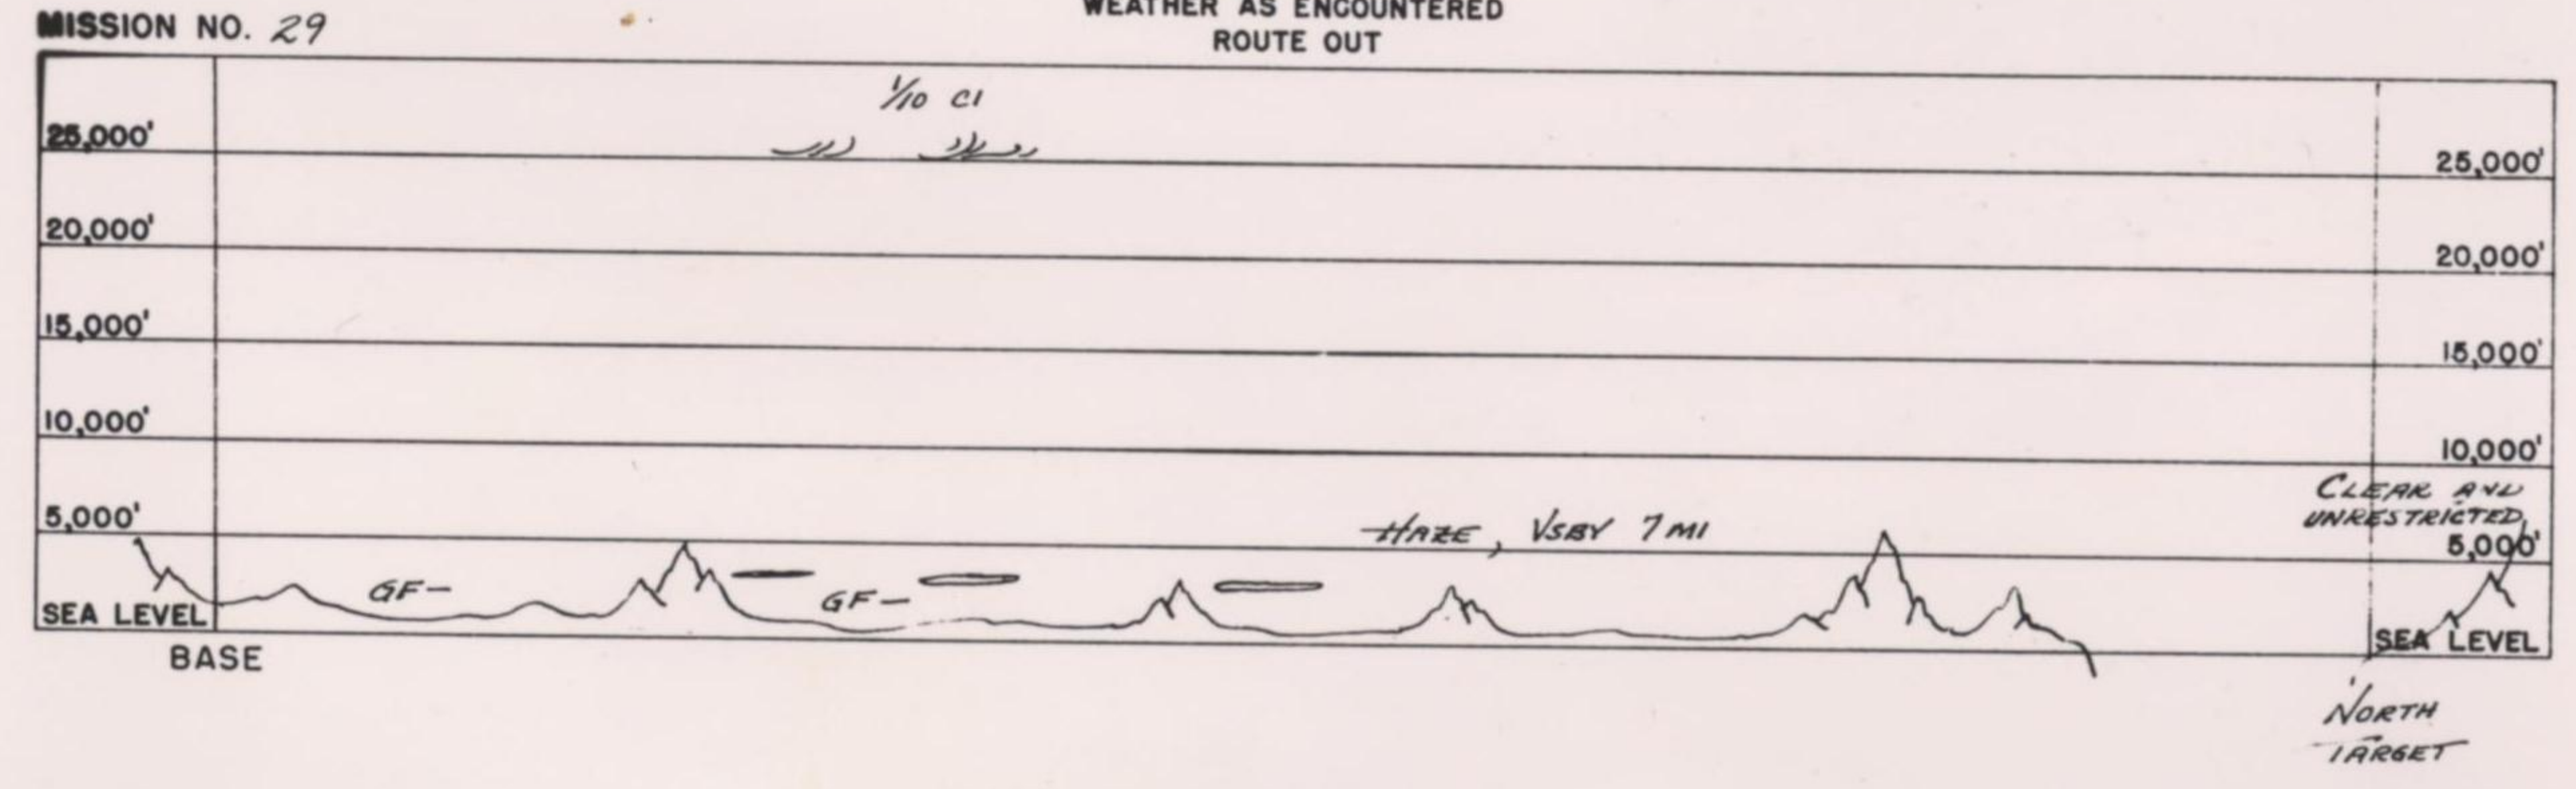 WEATHER AS ENCOUNTERED
MISSION NO. 29
ROUTE OUT
1/10 CI
25,000'
25,000'
20,000'
20,000'
15,000'
15,000'
10,000'
10,000'
CLEAR AND
UNRESTRICTED
5,000'
HAZE, VSBY 7 MI
5,000'
GF-
GF-
SEA LEVEL
SEA LEVEL
BASE
NORTH
TARGET